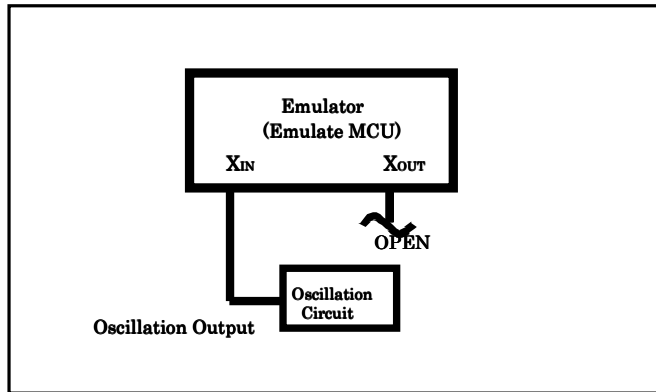 Emulator
(Emulate MCU)
XIN XOUT
OPEN
Oscillation
Circuit
Oscillation Output